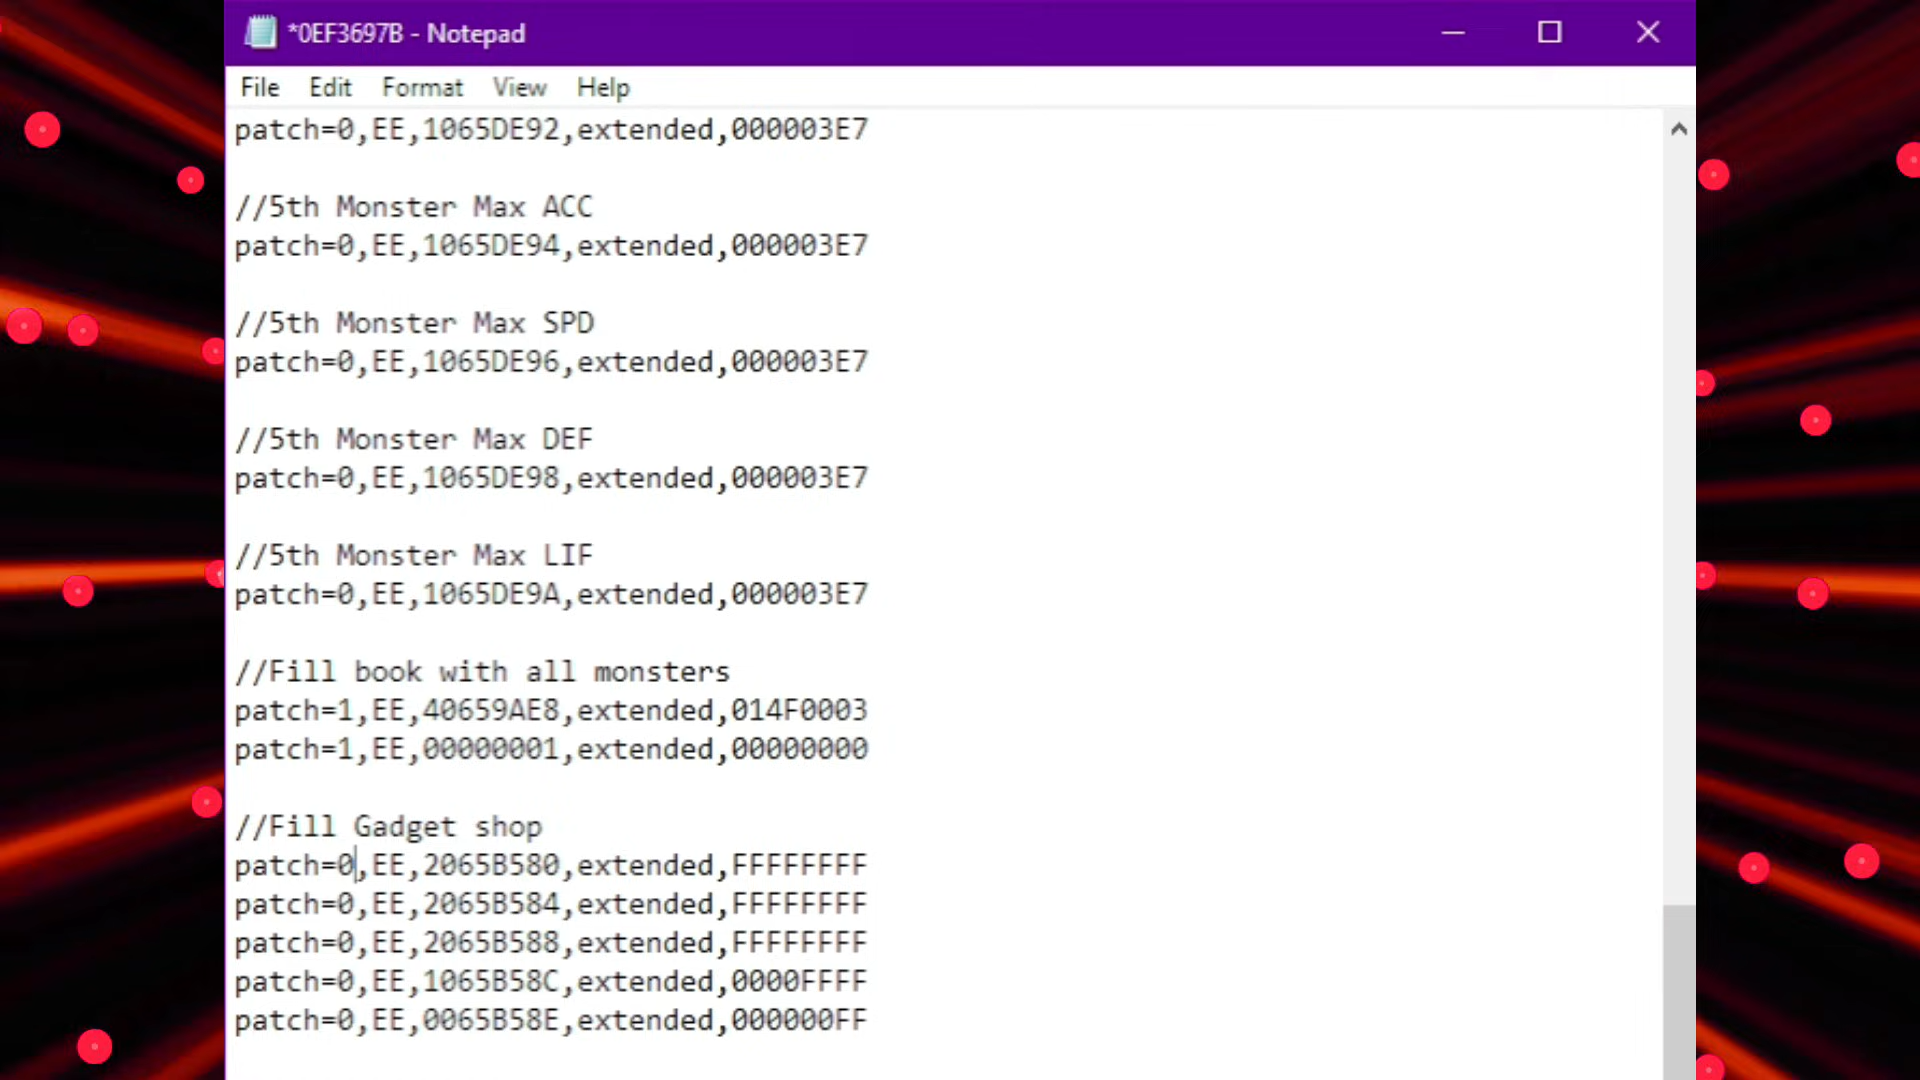 *0EF3697B - Notepad
File Edit Format View Help
patch=0,EE,1065DE92,extended,000003E7
//5th Monster Max ACC
patch=0,EE,1065DE94,extended,000003E7
//5th Monster Max SPD
patch=0,EE,1065DE96,extended,000003E7
//5th Monster Max DEF
patch=0,EE,1065DE98,extended,000003E7
//5th Monster Max LIF
patch=0,EE,1065DE9A,extended,000003E7
//Fill book with all monsters
patch=1,EE,40659AE8,extended,014F0003
patch=1,EE,00000001,extended,00000000
//Fill Gadget shop
patch=0,EE,2065B580,extended,FFFFFFFF
patch=0,EE,2065B584,extended,FFFFFFFF
patch=0,EE,2065B588,extended,FFFFFFFF
patch=0,EE,1065B58C,extended,0000FFFF
patch=0,EE,0065B58E,extended,000000FF